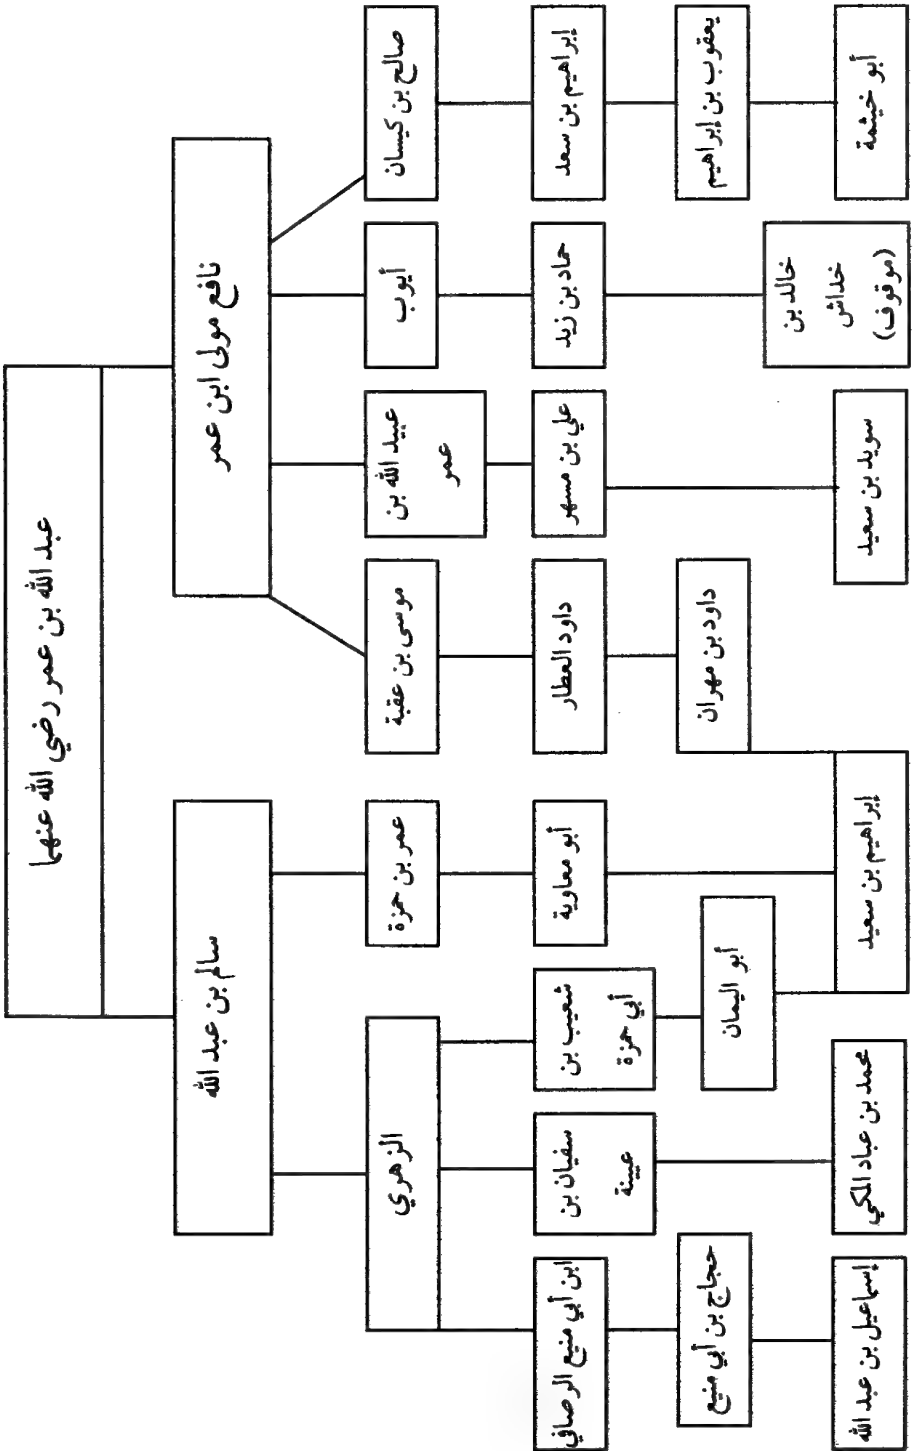 عبد الله بن عمر رضي الله عنهما
نافع مولى ابن عمر
سالم بن عبد الله
صالح بن كيسان
أيوب
عبيد الله بن
عمر
موسى بن عقبة
عمر بن حمزة
الزهري
إبراهيم بن سعد
حماد بن زيد
علي بن مسهر
داود العطار
أبو معاوية
شعيب بن
أبي حمزة
سفيان بن
عيينة
ابن أبي منيع الرصافي
يعقوب بن إبراهيم
داود بن مهران
أبو اليمان
حجاج بن أبي منيع
أبو خيثمة
خالد بن
خداش
(موقوف)
سويد بن سعيد
إبراهيم بن سعيد
محمد بن عباد المكي
إسماعيل بن عبد الله